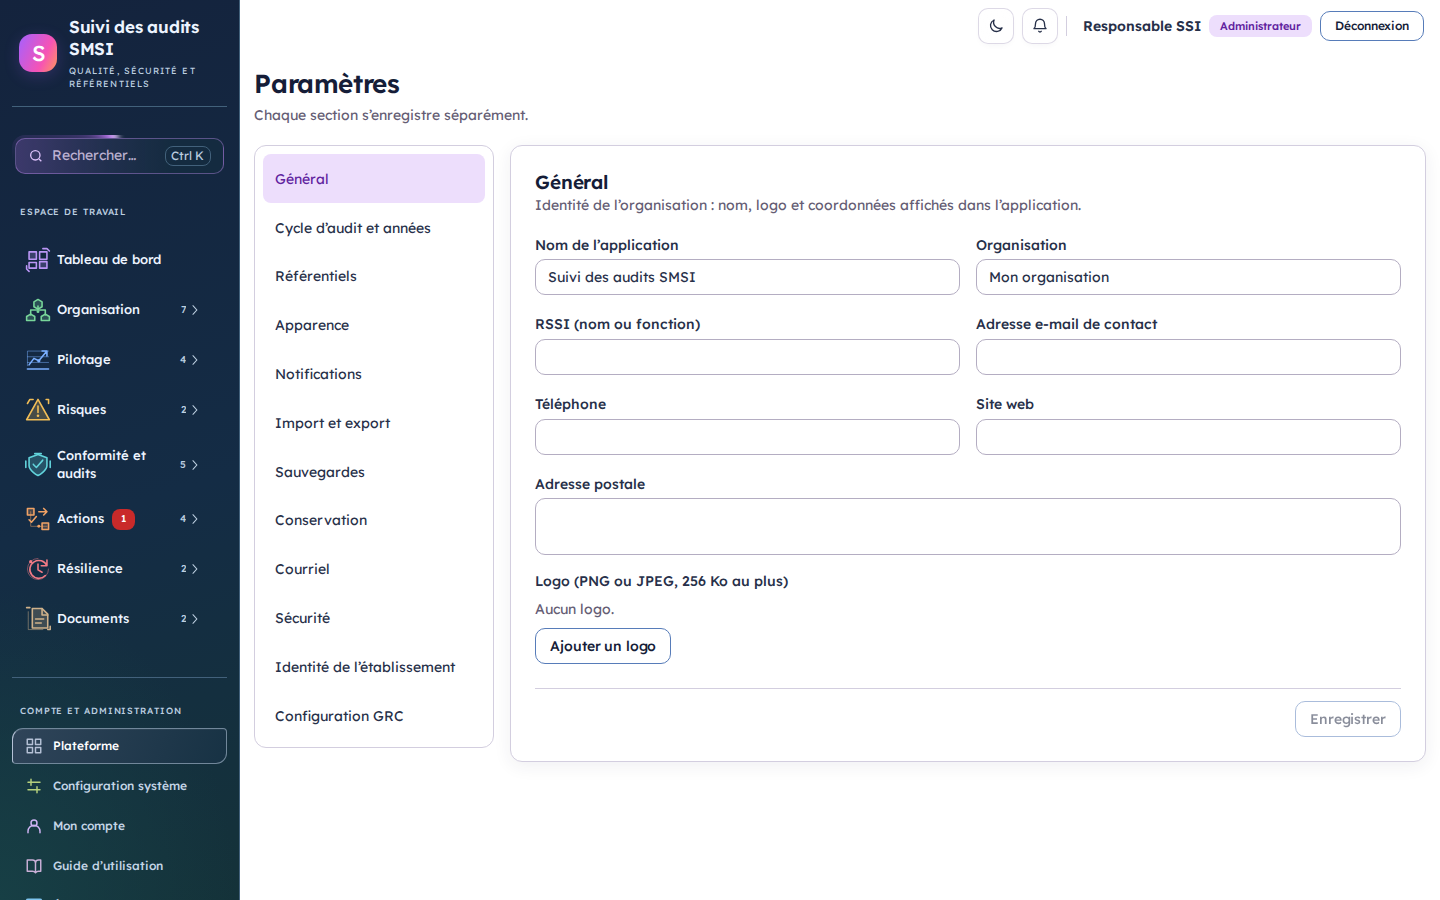 S
Suivi des audits
SMSI
QUALITÉ, SÉCURITÉ ET
RÉFÉRENTIELS
Rechercher… Ctrl K
ESPACE DE TRAVAIL
Tableau de bord
Organisation 7
Pilotage 4
Risques 2
Conformité et
audits 5
Actions 1 4
Résilience 2
Documents 2
COMPTE ET ADMINISTRATION
Plateforme
Configuration système
Mon compte
Guide d’utilisation
Responsable SSI Administrateur Déconnexion
Paramètres
Chaque section s’enregistre séparément.
Général
Cycle d’audit et années
Référentiels
Apparence
Notifications
Import et export
Sauvegardes
Conservation
Courriel
Sécurité
Identité de l’établissement
Configuration GRC
Général
Identité de l’organisation : nom, logo et coordonnées affichés dans l’application.
Nom de l’application Organisation
Suivi des audits SMSI Mon organisation
RSSI (nom ou fonction) Adresse e-mail de contact
Téléphone Site web
Adresse postale
Logo (PNG ou JPEG, 256 Ko au plus)
Aucun logo.
Ajouter un logo
Enregistrer